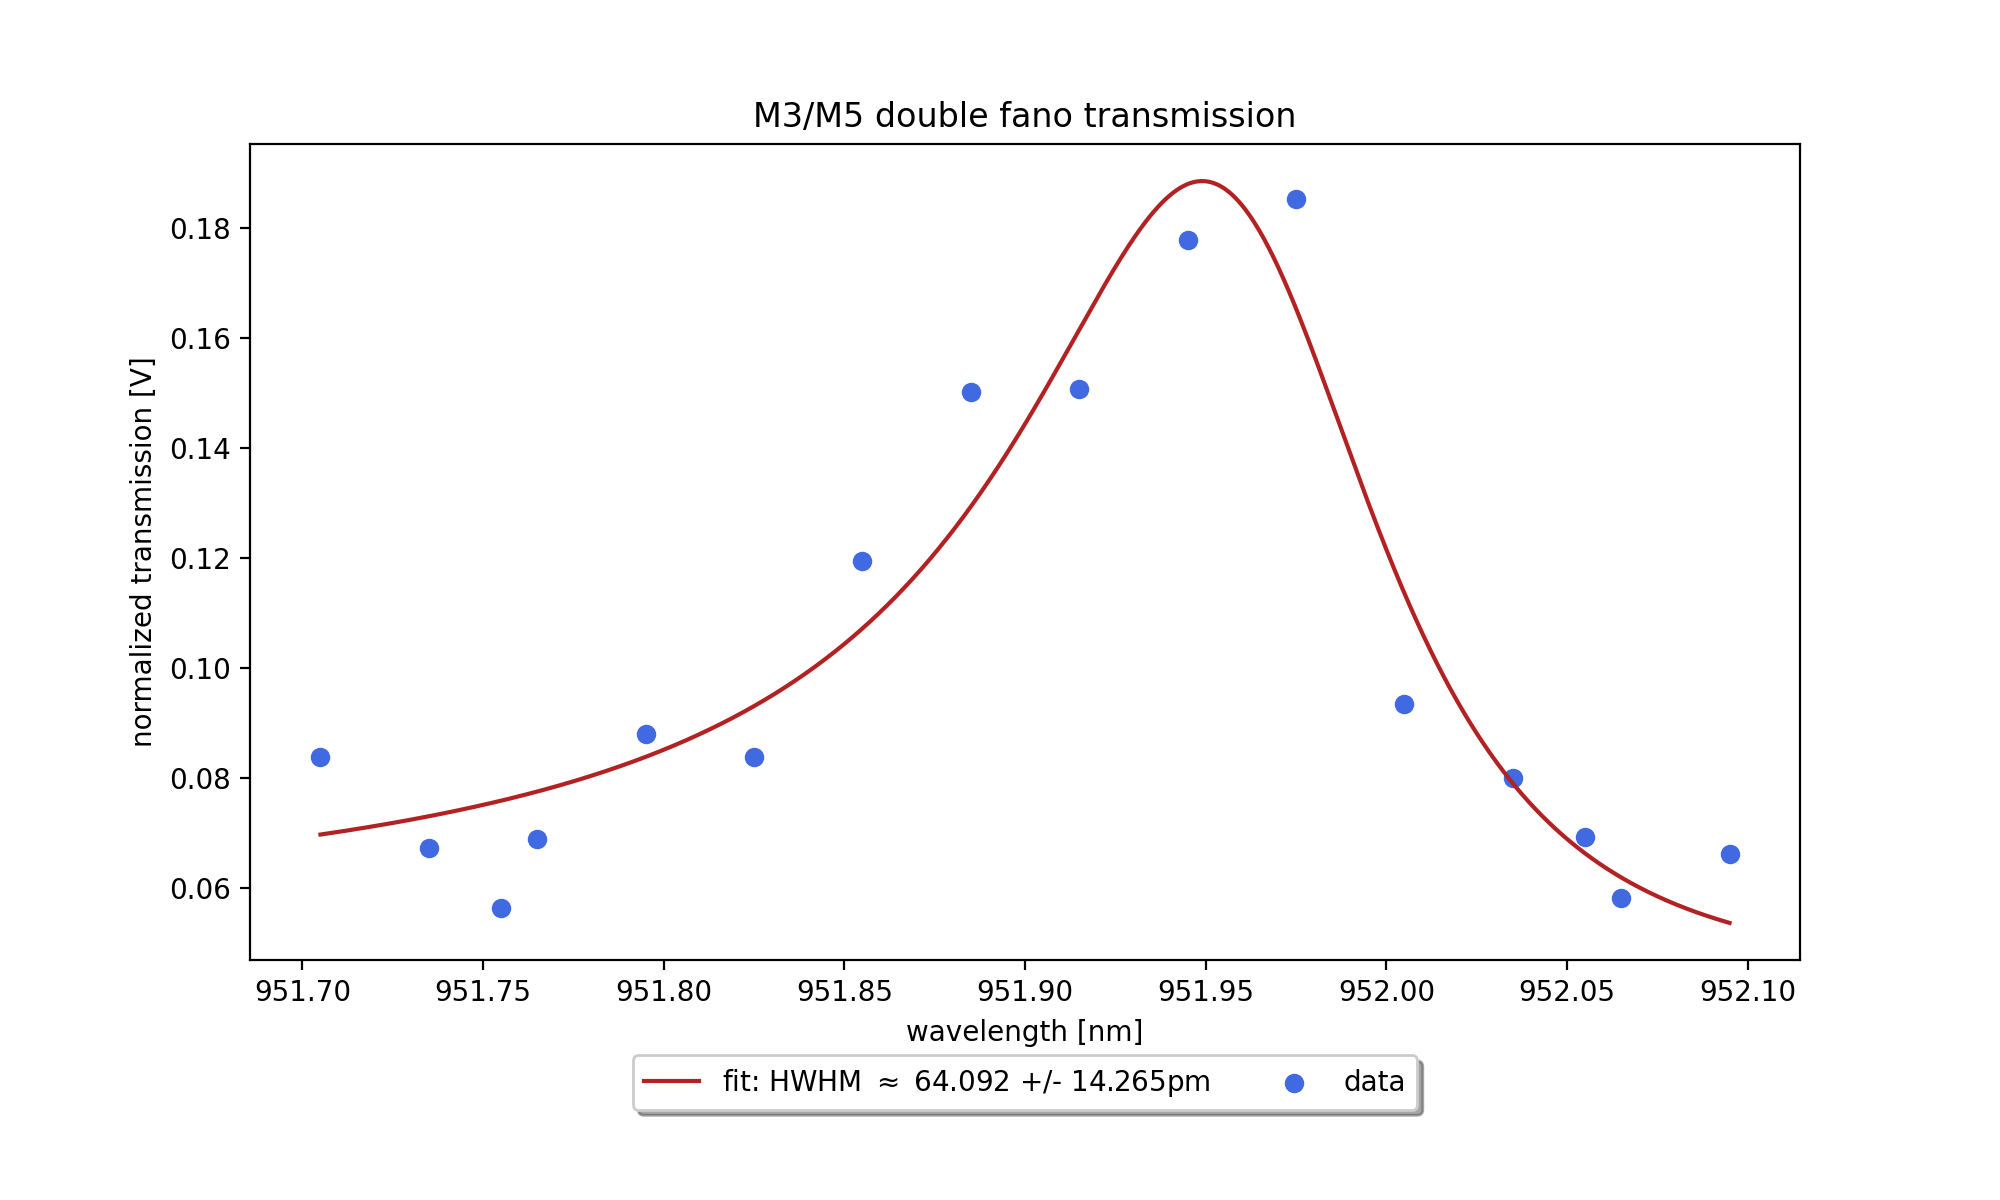 M3/M5 double fano transmission
normalized transmission [V]
0.18
0.16
0.14
0.12
0.10
0.08
0.06
951.70 951.75 951.80 951.85 951.90 951.95 952.00 952.05 952.10
wavelength [nm]
fit: HWHM ≈ 64.092 +/- 14.265pm data